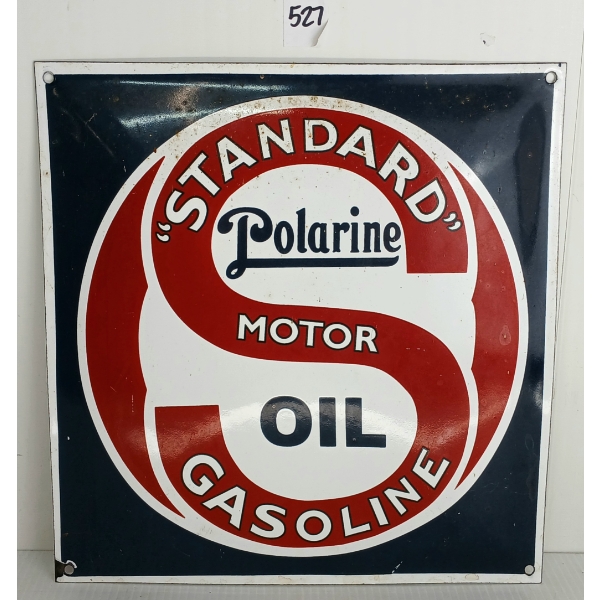 527
"STANDARD"
Polarine
MOTOR
OIL
GASOLINE